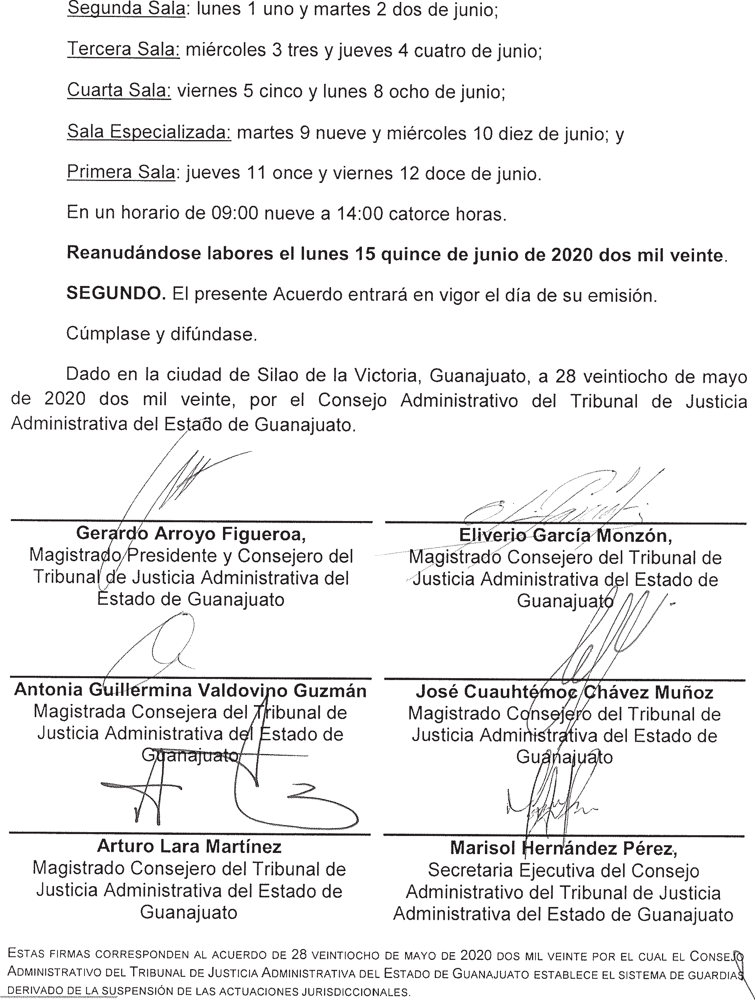 Segunda Sala: lunes 1 uno y martes 2 dos de junio;
Tercera Sala: miércoles 3 tres y jueves 4 cuatro de junio;
Cuarta Sala: viernes 5 cinco y lunes 8 ocho de junio;
Sala Especializada: martes 9 nueve y miércoles 10 diez de junio; y
Primera Sala: jueves 11 once y viernes 12 doce de junio.
En un horario de 09:00 nueve a 14:00 catorce horas.
Reanudándose labores el lunes 15 quince de junio de 2020 dos mil veinte.
SEGUNDO. El presente Acuerdo entrará en vigor el día de su emisión.
Cúmplase y difúndase.
Dado en la ciudad de Silao de la Victoria, Guanajuato, a 28 veintiocho de mayo
de 2020 dos mil veinte, por el Consejo Administrativo del Tribunal de Justicia
Administrativa del Estado de Guanajuato.
Gerardo Arroyo Figueroa,
Magistrado Presidente y Consejero del
Tribunal de Justicia Administrativa del
Estado de Guanajuato
Eliverio García Monzón,
Magistrado Consejero del Tribunal de
Justicia Administrativa del Estado de
Guanajuato
Antonia Guillermina Valdovino Guzmán
Magistrada Consejera del Tribunal de
Justicia Administrativa del Estado de
Guanajuato
José Cuauhtémoc Chávez Muñoz
Magistrado Consejero del Tribunal de
Justicia Administrativa del Estado de
Guanajuato
Arturo Lara Martínez
Magistrado Consejero del Tribunal de
Justicia Administrativa del Estado de
Guanajuato
Marisol Hernández Pérez,
Secretaria Ejecutiva del Consejo
Administrativo del Tribunal de Justicia
Administrativa del Estado de Guanajuato
ESTAS FIRMAS CORRESPONDEN AL ACUERDO DE 28 VEINTIOCHO DE MAYO DE 2020 DOS MIL VEINTE POR EL CUAL EL CONSEJO
ADMINISTRATIVO DEL TRIBUNAL DE JUSTICIA ADMINISTRATIVA DEL ESTADO DE GUANAJUATO ESTABLECE EL SISTEMA DE GUARDIAS
DERIVADO DE LA SUSPENSIÓN DE LAS ACTUACIONES JURISDICCIONALES.